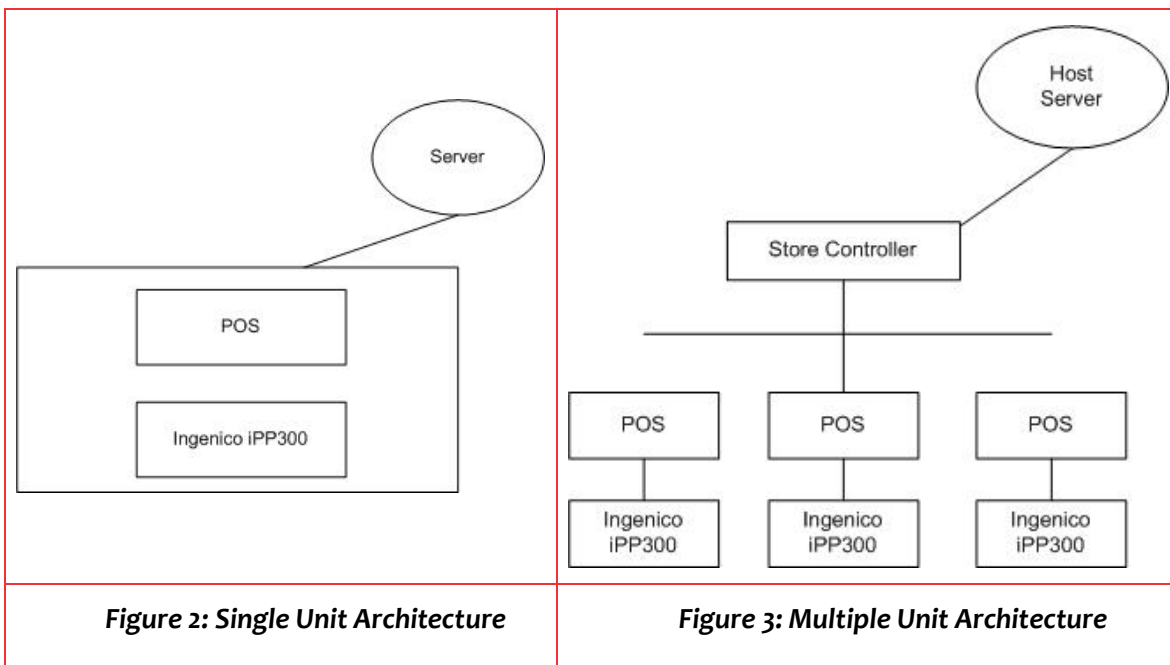 Server
POS
Ingenico iPP300
Figure 2: Single Unit Architecture
Host
Server
Store Controller
POS
POS
POS
Ingenico
iPP300
Ingenico
iPP300
Ingenico
iPP300
Figure 3: Multiple Unit Architecture